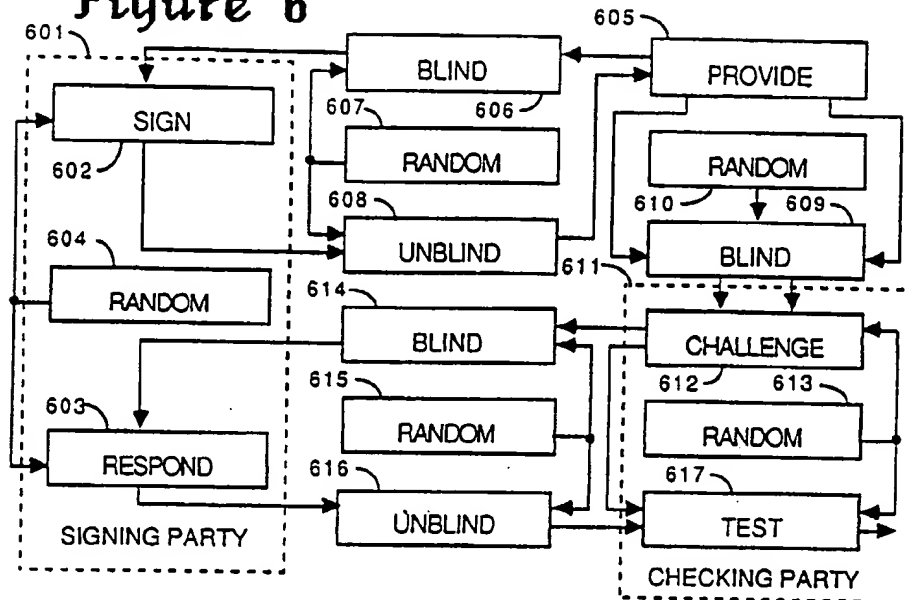 Figure 6
601
605
BLIND
PROVIDE
606
SIGN
607
602
RANDOM
RANDOM
608
610
609
604
UNBLIND
BLIND
611
RANDOM
614
BLIND
CHALLENGE
615
612
613
603
RANDOM
RANDOM
RESPOND
616
617
UNBLIND
TEST
SIGNING PARTY
CHECKING PARTY